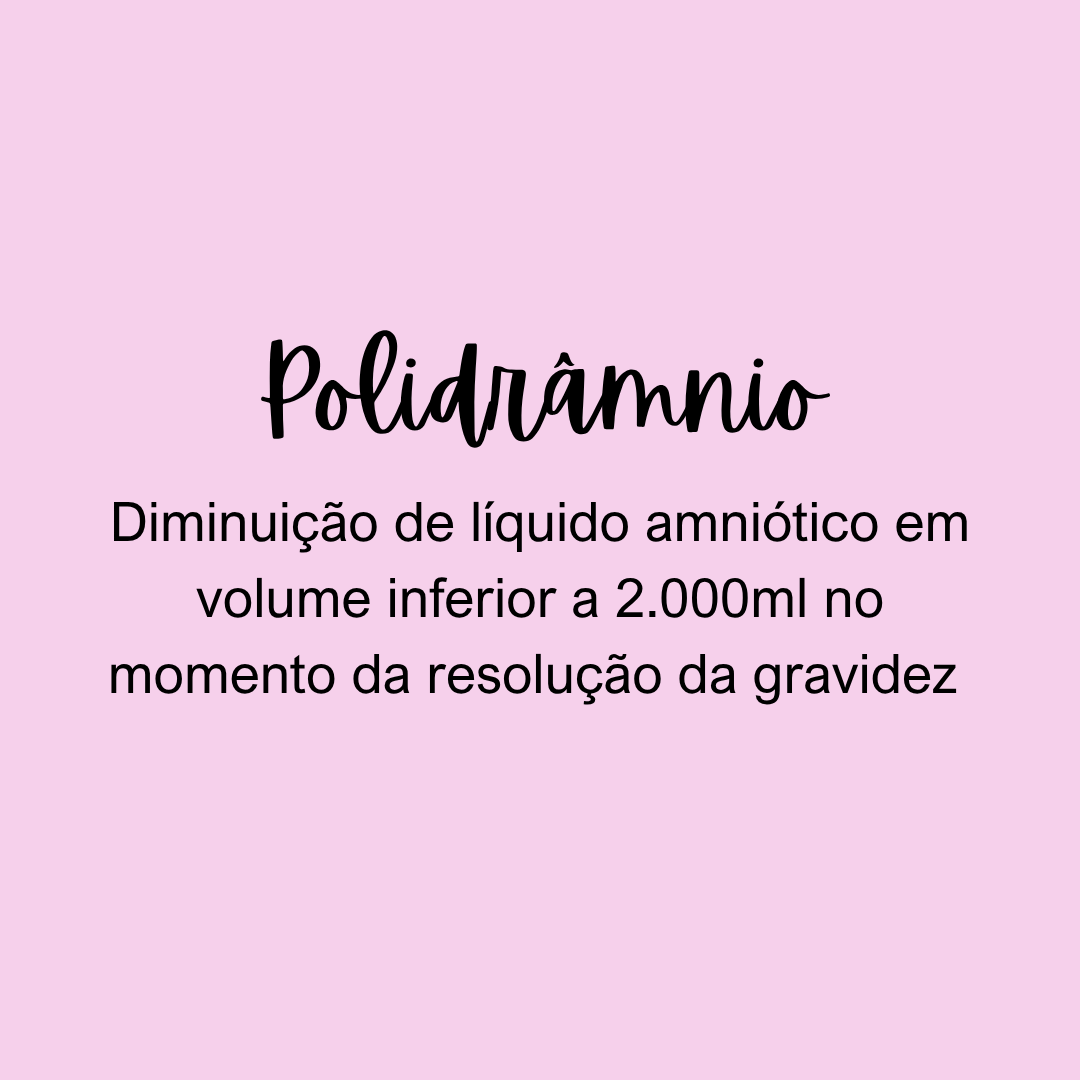 Polidrâmnio
Diminuição de líquido amniótico em
volume inferior a 2.000ml no
momento da resolução da gravidez